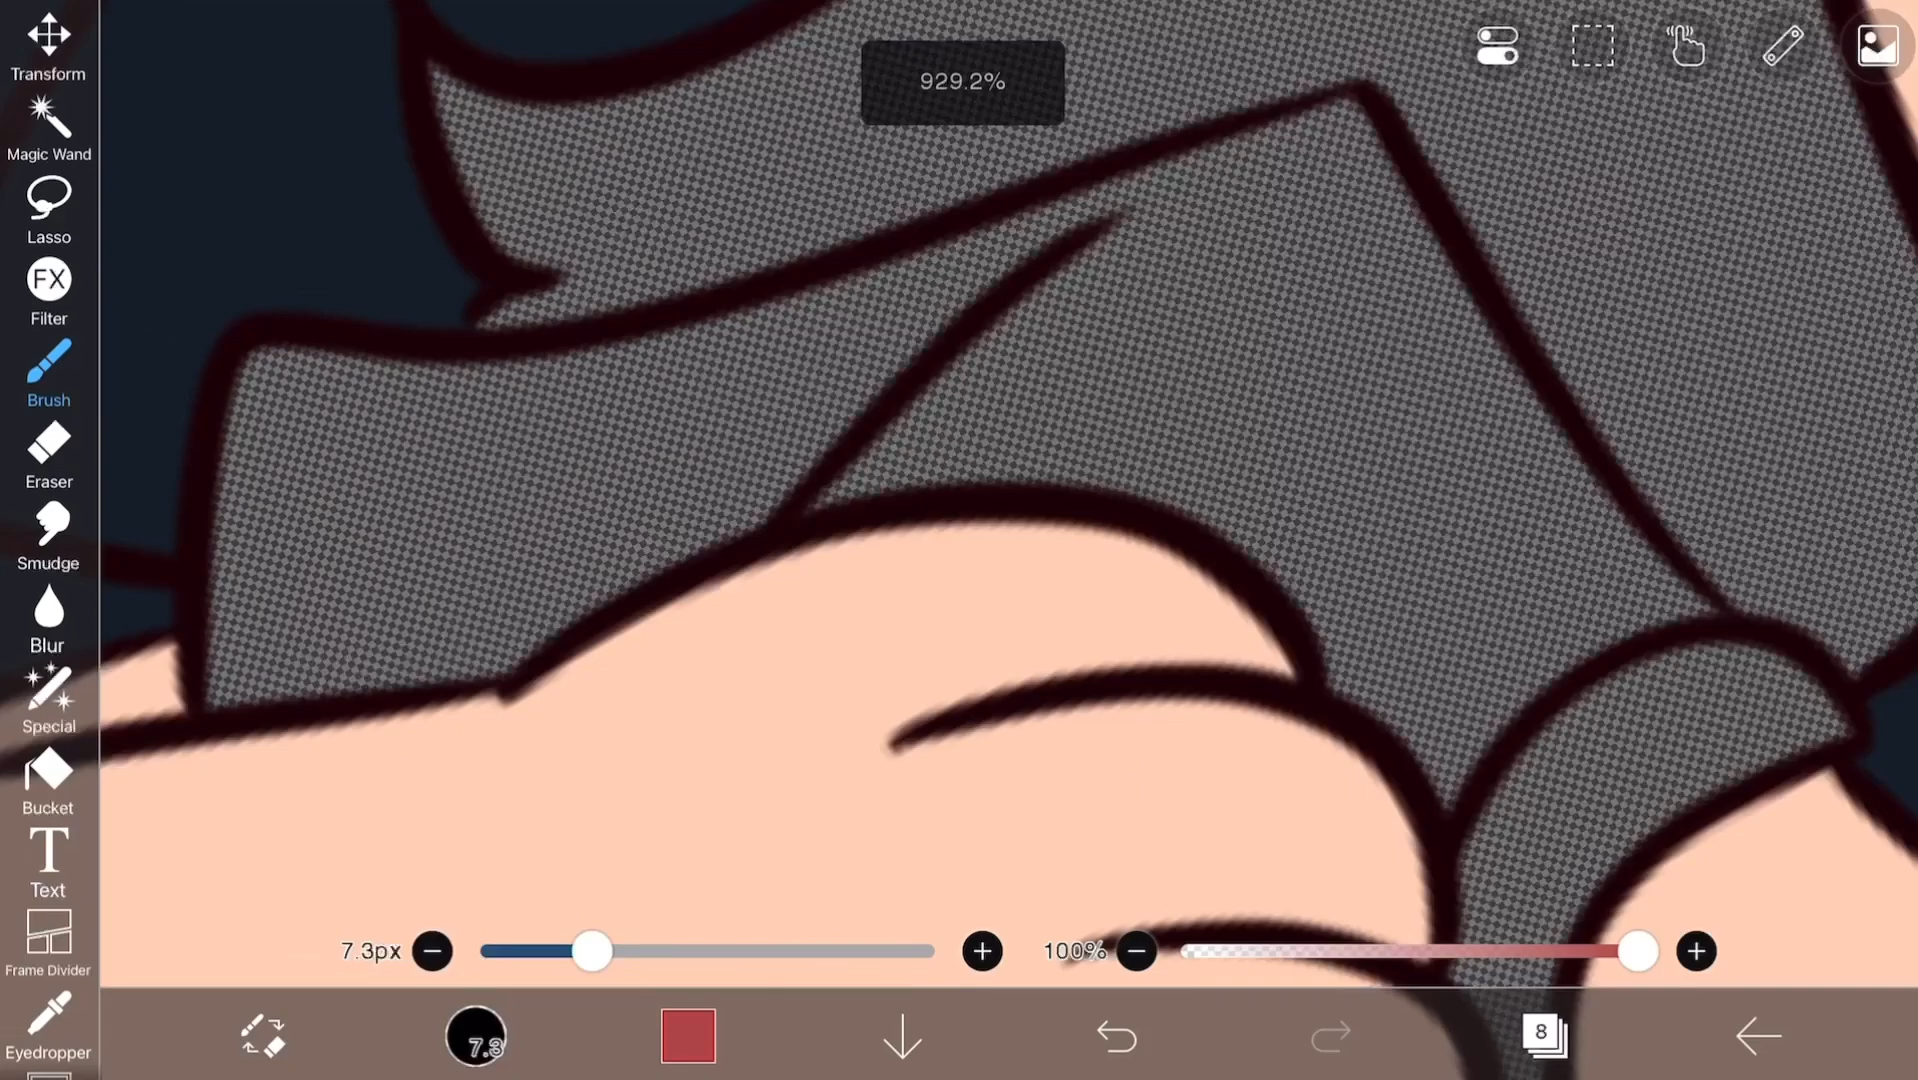 929.2%
Transform
Magic Wand
Lasso
FX
Filter
Brush
Eraser
Smudge
Blur
Special
Bucket
T
Text
Frame Divider
Eyedropper
7.3px
100%
7.3
8